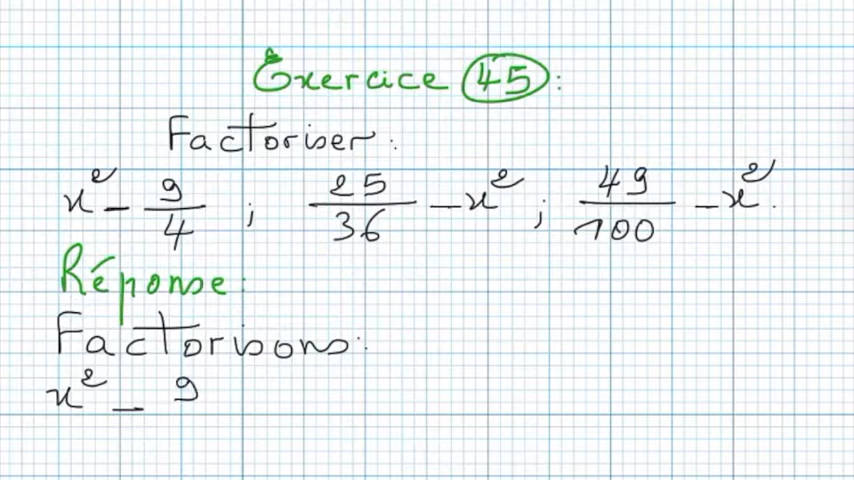 Exercice 45 :
Factoriser :
x² - 9/4 ; 25/36 - x² ; 49/100 - x².
Réponse :
Factorisons :
x² - 9